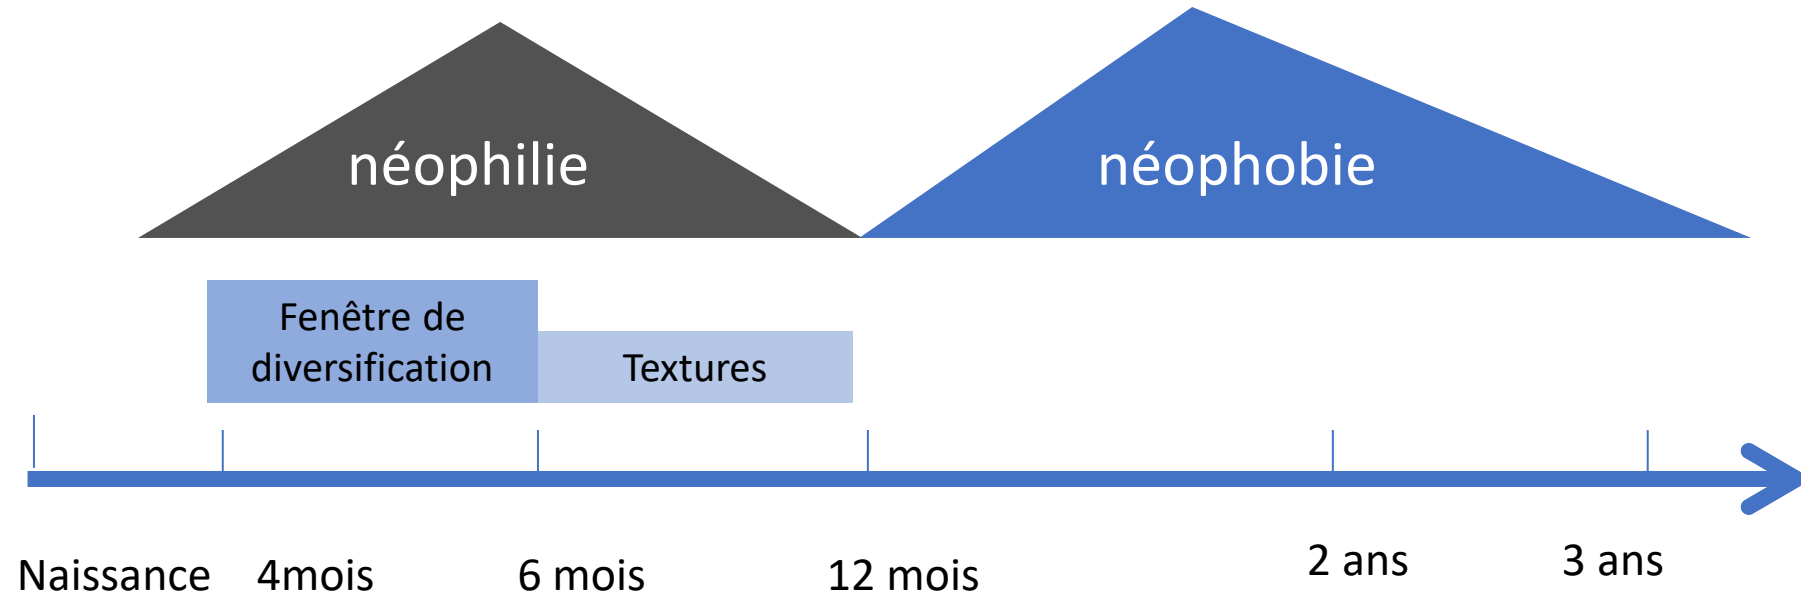 néophilie
néophobie
Fenêtre de
diversification
Textures
Naissance
4mois
6 mois
12 mois
2 ans
3 ans